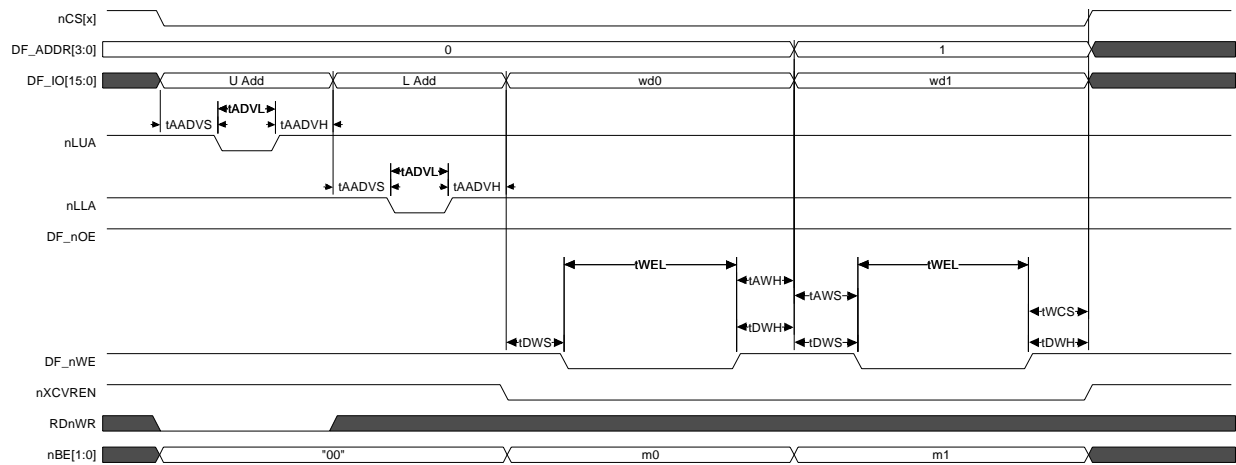 nCS[x]
DF_ADDR[3:0] 0 1
DF_IO[15:0] U Add L Add wd0 wd1
tADVL
tAADVS tAADVH
nLUA
tADVL
tAADVS tAADVH
nLLA
DF_nOE
tWEL tWEL
tAWH
tAWS
tWCS
tDWH
tDWS tDWS tDWH
DF_nWE
nXCVREN
RDnWR
nBE[1:0] "00" m0 m1